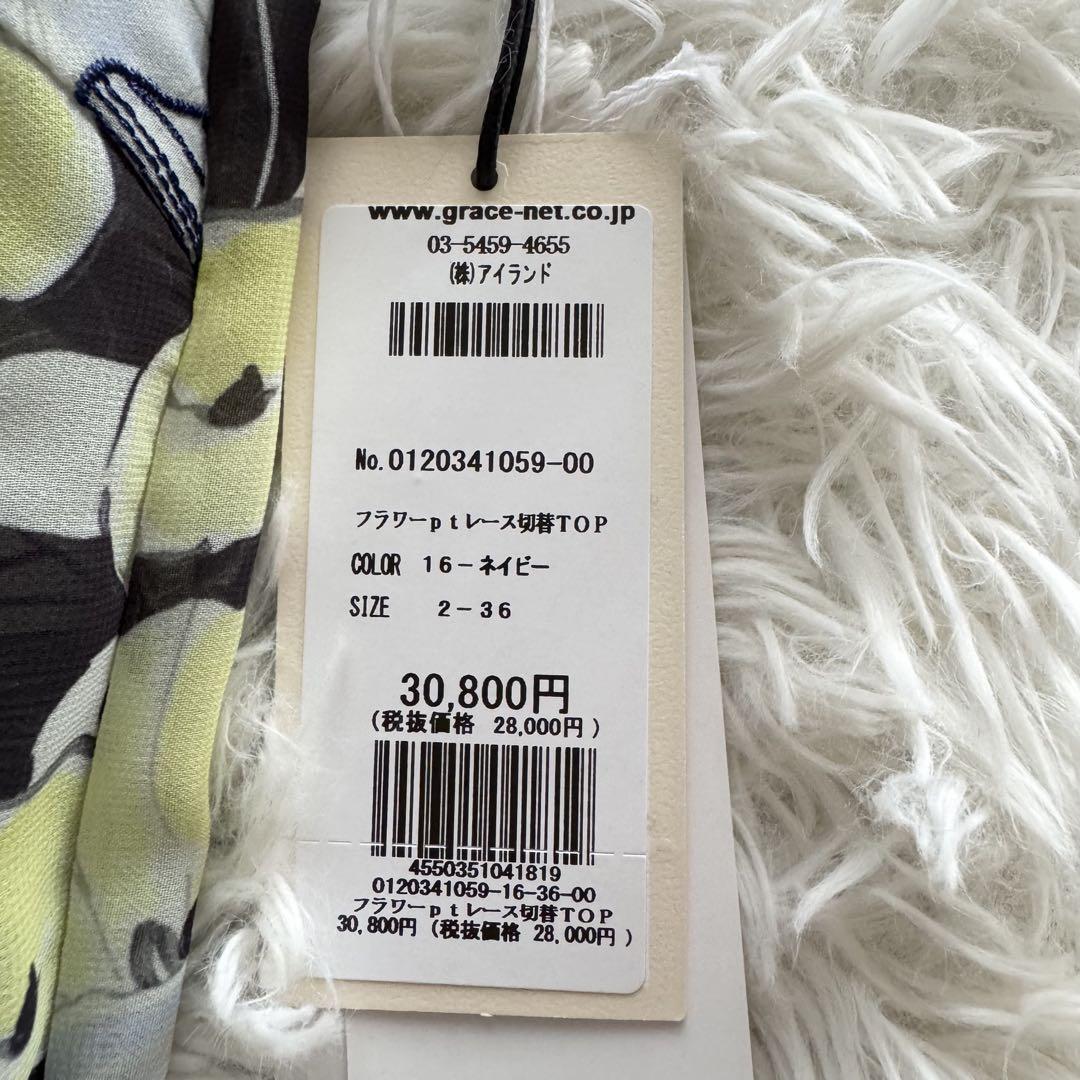 www.grace-net.co.jp
03-5459-4655
(株)アイランド
No.0120341059-00
フラワーptレース切替TOP
COLOR 16-ネイビー
SIZE 2-36
30,800円
(税抜価格 28,000円 )
4550351041819
0120341059-16-36-00
フラワーptレース切替TOP
30,800円 (税抜価格 28,000円 )